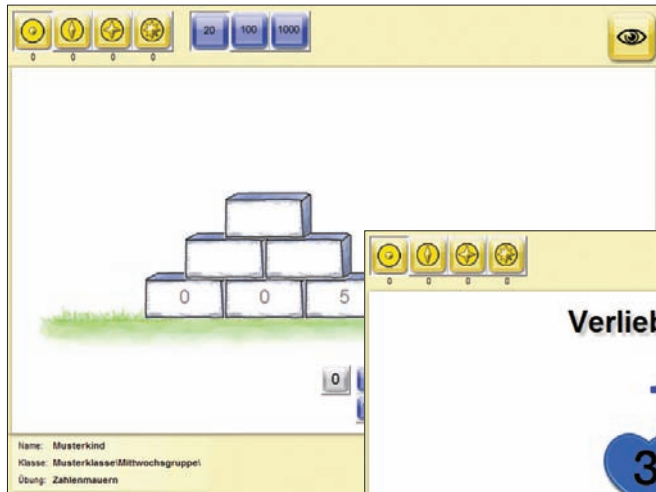 20 100 1000
0 0 0 0
0 0 5
0
Name: Musterkind
Klasse: Musterklasse\Mittwochsgruppe\
Übung: Zahlenmauern
0 0 0 0
Verlieb
3